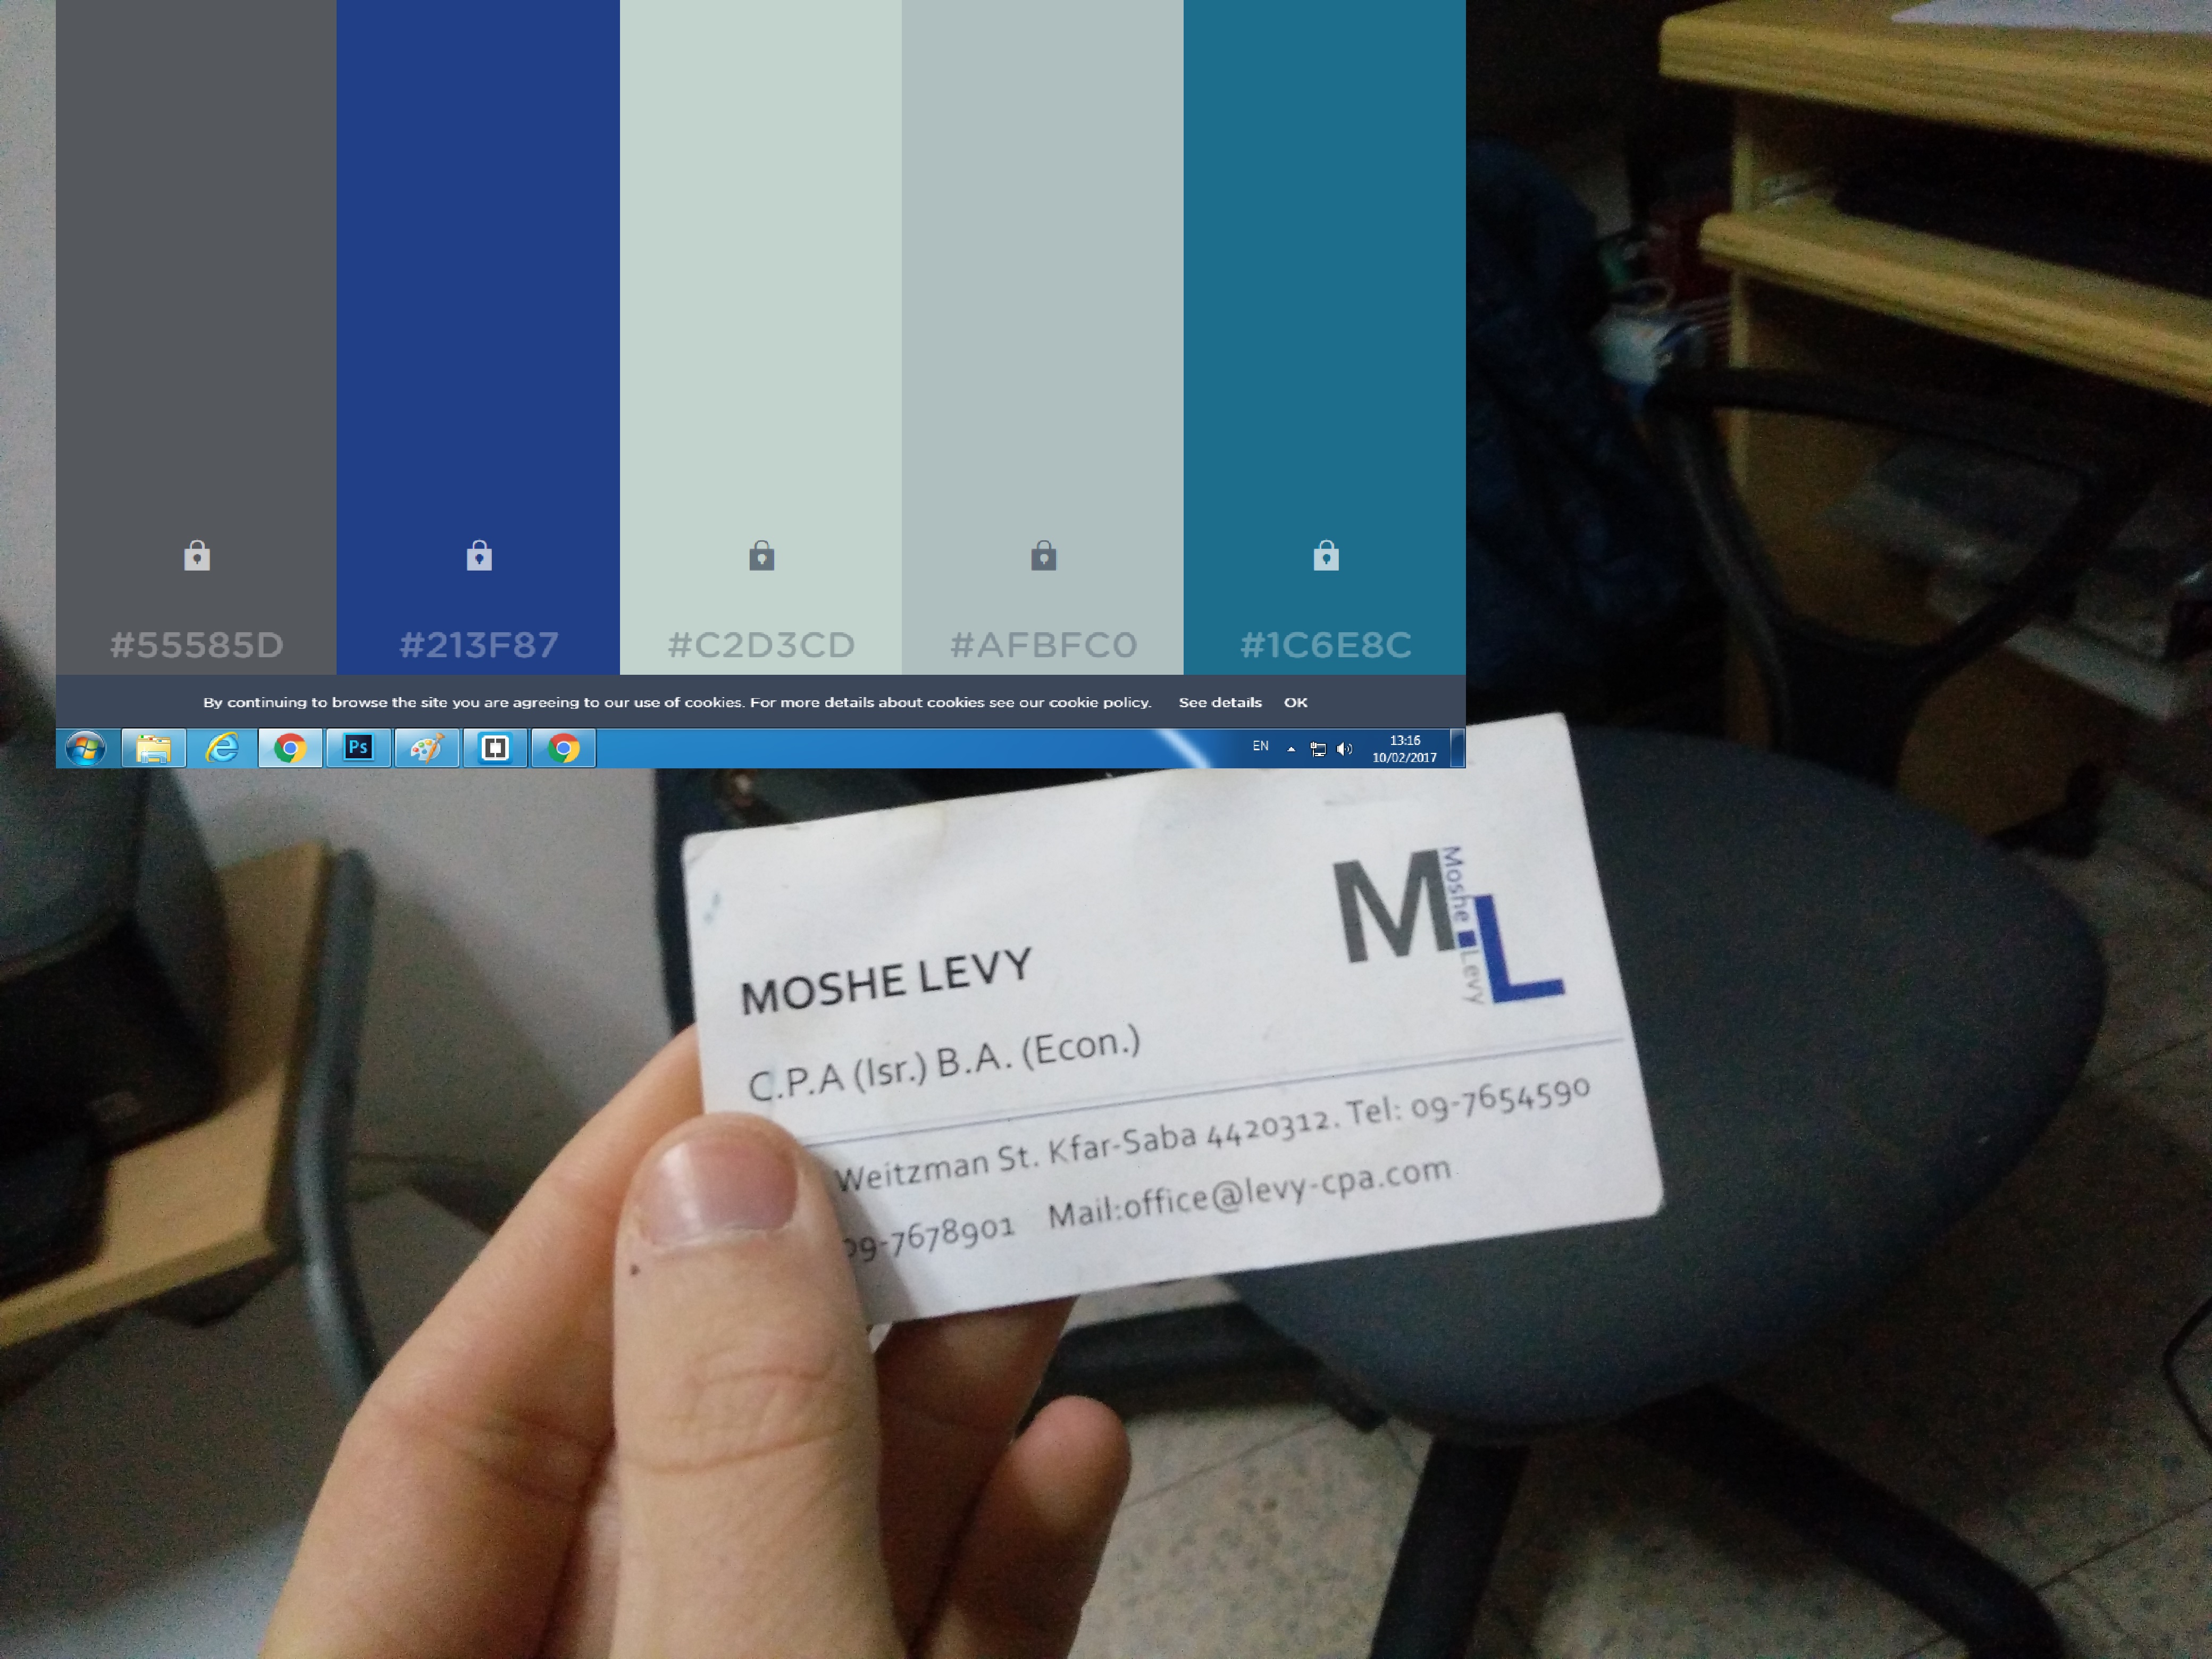 #55585D
#213F87
#C2D3CD
#AFBFC0
#1C6E8C
By continuing to browse the site you are agreeing to our use of cookies. For more details about cookies see our cookie policy. See details OK
Ps
EN
13:16
10/02/2017
M.L
Moshe
Levy
MOSHE LEVY
C.P.A (Isr.) B.A. (Econ.)
Weitzman St. Kfar-Saba 4420312. Tel: 09-7654590
09-7678901 Mail:office@levy-cpa.com